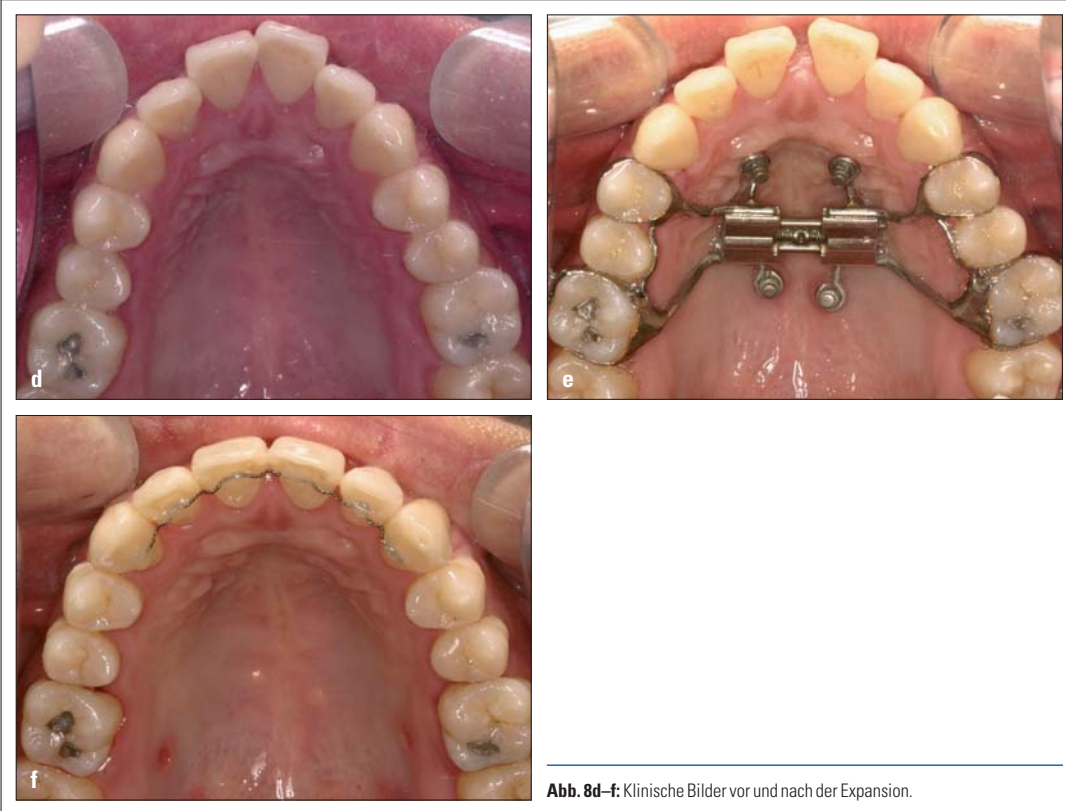 d
e
f
Abb. 8d–f: Klinische Bilder vor und nach der Expansion.